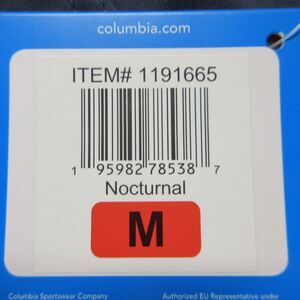 columbia.com
ITEM# 1191665
1 95982 78538 7
Nocturnal
M
Columbia Sportswear Company
Authorized EU Representative under